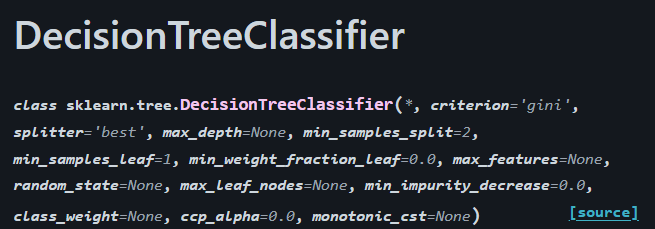 DecisionTreeClassifier
class sklearn.tree.DecisionTreeClassifier(*, criterion='gini',
splitter='best', max_depth=None, min_samples_split=2,
min_samples_leaf=1, min_weight_fraction_leaf=0.0, max_features=None,
random_state=None, max_leaf_nodes=None, min_impurity_decrease=0.0,
class_weight=None, ccp_alpha=0.0, monotonic_cst=None) [source]